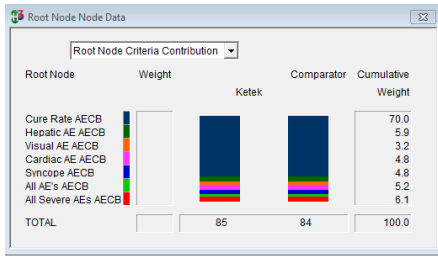 Root Node Node Data
Root Node Criteria Contribution
Root Node Weight Comparator Cumulative
Ketek Weight
Cure Rate AECB 70.0
Hepatic AE AECB 5.9
Visual AE AECB 3.2
Cardiac AE AECB 4.8
Syncope AE AECB 4.8
All AE's AECB 5.2
All Severe AEs AECB 6.1
TOTAL 85 84 100.0